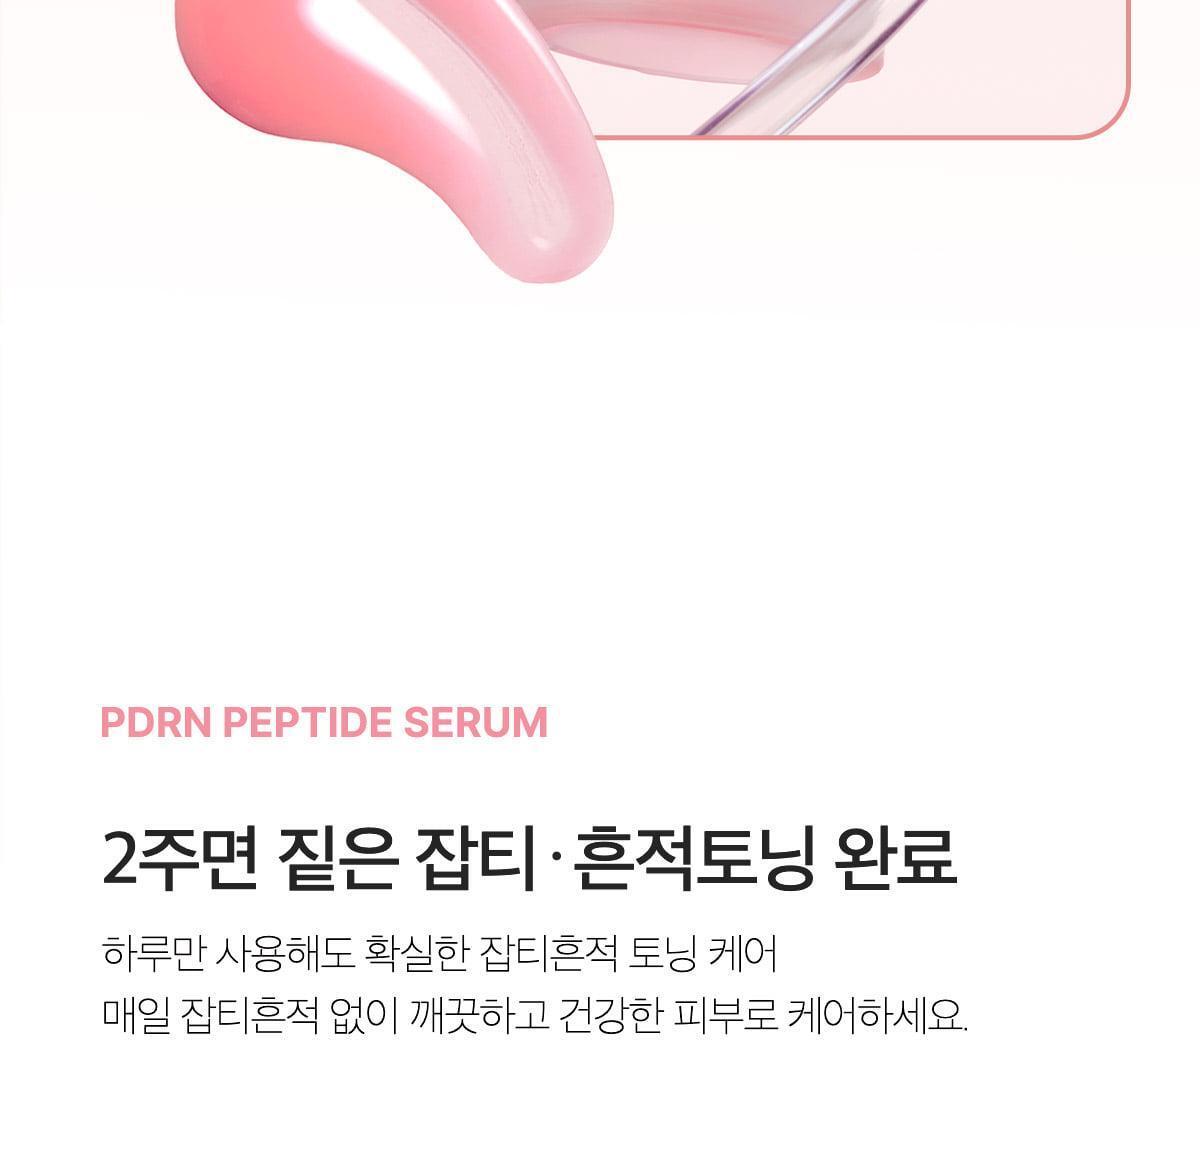 PDRN PEPTIDE SERUM
2주면 짙은 잡티·흔적토닝 완료
하루만 사용해도 확실한 잡티흔적 토닝 케어
매일 잡티흔적 없이 깨끗하고 건강한 피부로 케어하세요.